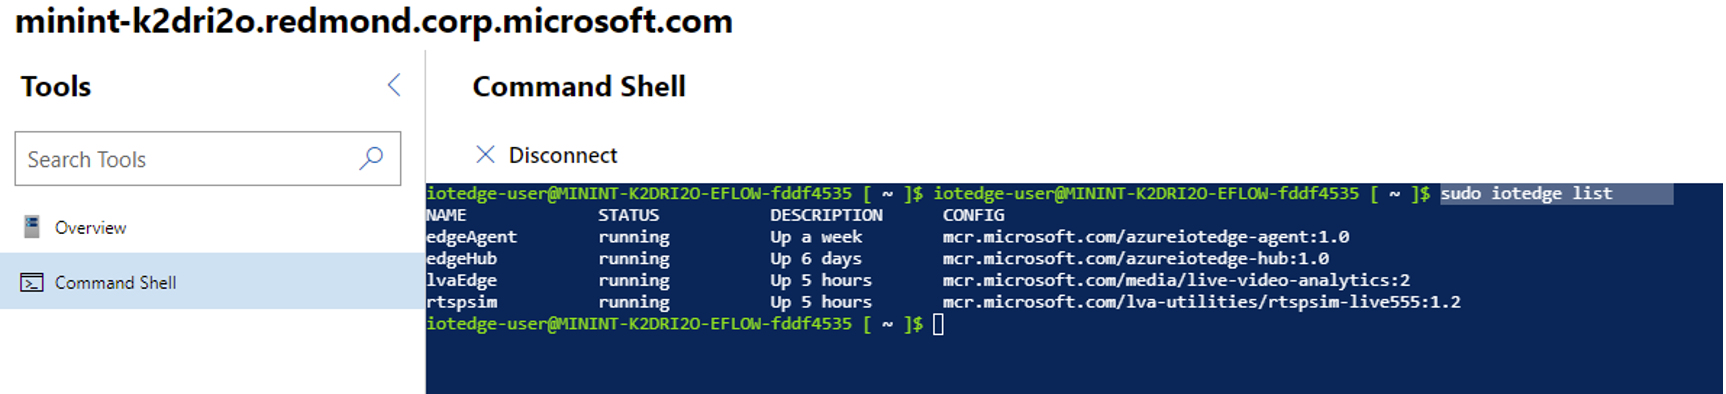 minint-k2dri2o.redmond.corp.microsoft.com
Tools
Search Tools
Overview
Command Shell
Command Shell
Disconnect
iotedge-user@MININT-K2DRI2O-EFLOW-fddf4535 [ ~ ]$ iotedge-user@MININT-K2DRI2O-EFLOW-fddf4535 [ ~ ]$ sudo iotedge list
NAME STATUS DESCRIPTION CONFIG
edgeAgent running Up a week mcr.microsoft.com/azureiotedge-agent:1.0
edgeHub running Up 6 days mcr.microsoft.com/azureiotedge-hub:1.0
lvaEdge running Up 5 hours mcr.microsoft.com/media/live-video-analytics:2
rtspsim running Up 5 hours mcr.microsoft.com/lva-utilities/rtspsim-live555:1.2
iotedge-user@MININT-K2DRI2O-EFLOW-fddf4535 [ ~ ]$